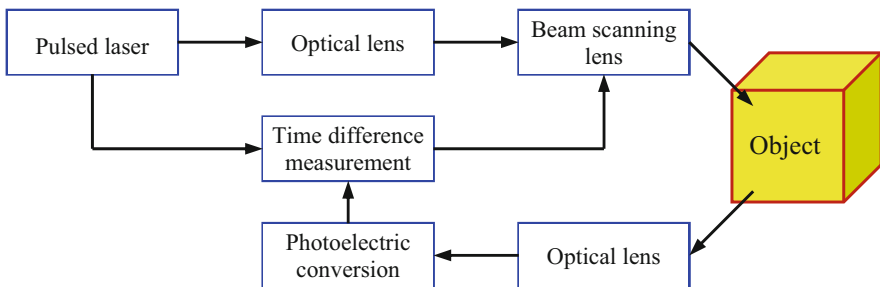 Pulsed laser
Optical lens
Beam scanning
lens
Time difference
measurement
Object
Photoelectric
conversion
Optical lens